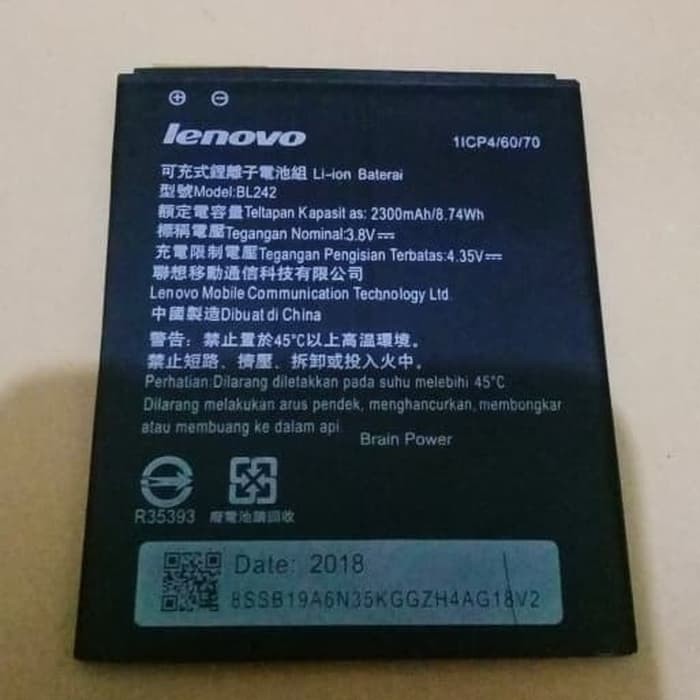 lenovo
1ICP4/60/70
可充式鋰離子電池組 Li-ion Baterai
型號Model:BL242
額定電容量Teltapan Kapasit as: 2300mAh/8.74Wh
標稱電壓Tegangan Nominal:3.8V
充電限制電壓Tegangan Pengisian Terbatas:4.35V
聯想移動通信科技有限公司
Lenovo Mobile Communication Technology Ltd.
中國製造Dibuat di China
警告: 禁止置於45°C以上高溫環境。
禁止短路、擠壓、拆卸或投入火中。
Perhatian:Dilarang diletakkan pada suhu melebihi 45°C
Dilarang melakukan arus pendek, menghancurkan, membongkar
atau membuang ke dalam api
Brain Power
R35393
廢電池請回收
Date: 2018
8SSB19A6N35KGGZH4AG18V2